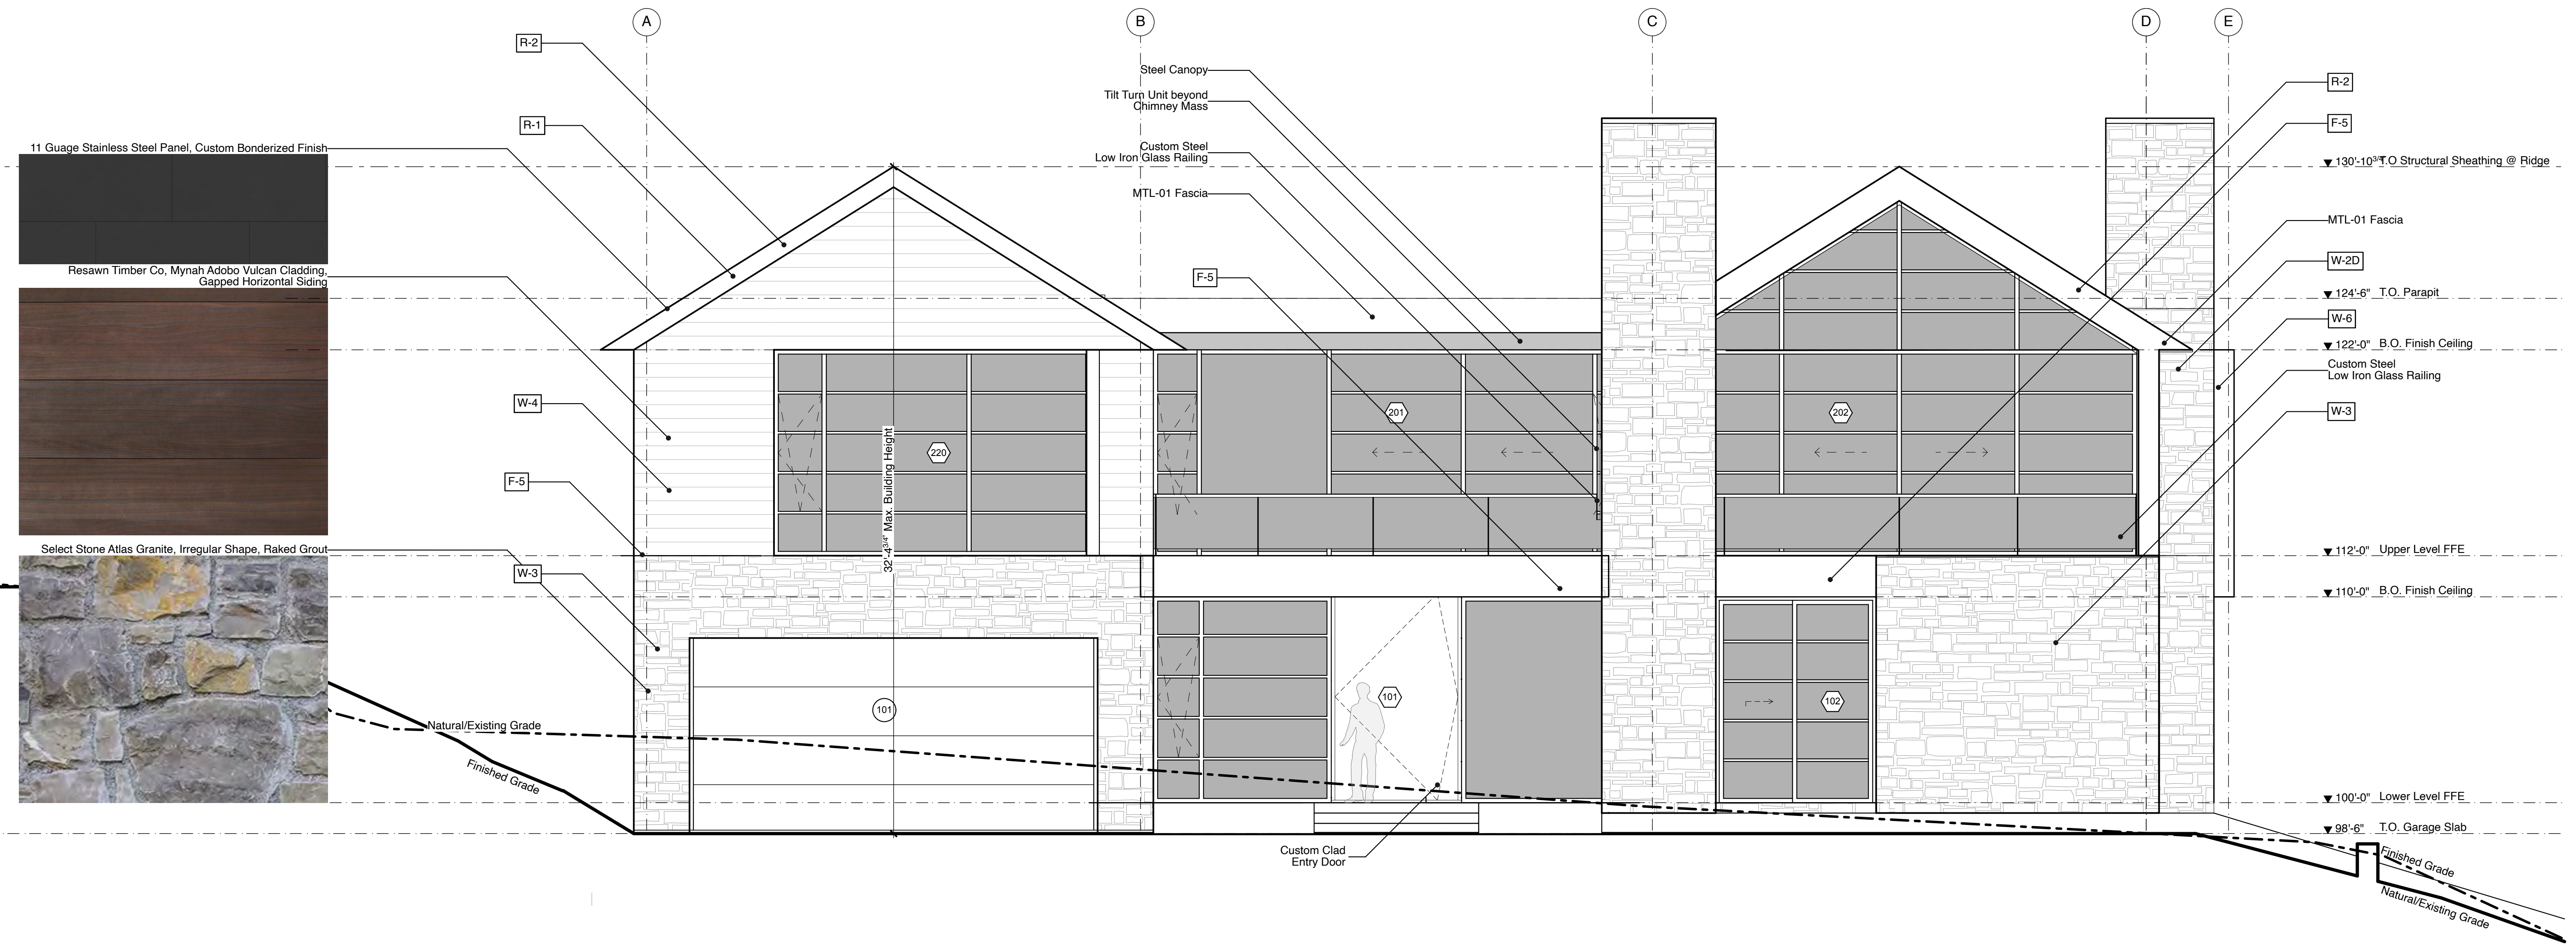 A
B
C
D
E
R-2
R-1
11 Guage Stainless Steel Panel, Custom Bonderized Finish
Resawn Timber Co, Mynah Adobo Vulcan Cladding,
Gapped Horizontal Siding
W-4
F-5
Select Stone Atlas Granite, Irregular Shape, Raked Grout
W-3
Natural/Existing Grade
Finished Grade
Steel Canopy
Tilt Turn Unit beyond
Chimney Mass
Custom Steel
Low Iron Glass Railing
MTL-01 Fascia
F-5
32'-4 3/4" Max. Building Height
220
201
202
101
101
102
Custom Clad
Entry Door
R-2
F-5
130'-10 3/4" T.O Structural Sheathing @ Ridge
MTL-01 Fascia
W-2D
124'-6" T.O. Parapit
W-6
122'-0" B.O. Finish Ceiling
Custom Steel
Low Iron Glass Railing
W-3
112'-0" Upper Level FFE
110'-0" B.O. Finish Ceiling
100'-0" Lower Level FFE
98'-6" T.O. Garage Slab
Finished Grade
Natural/Existing Grade